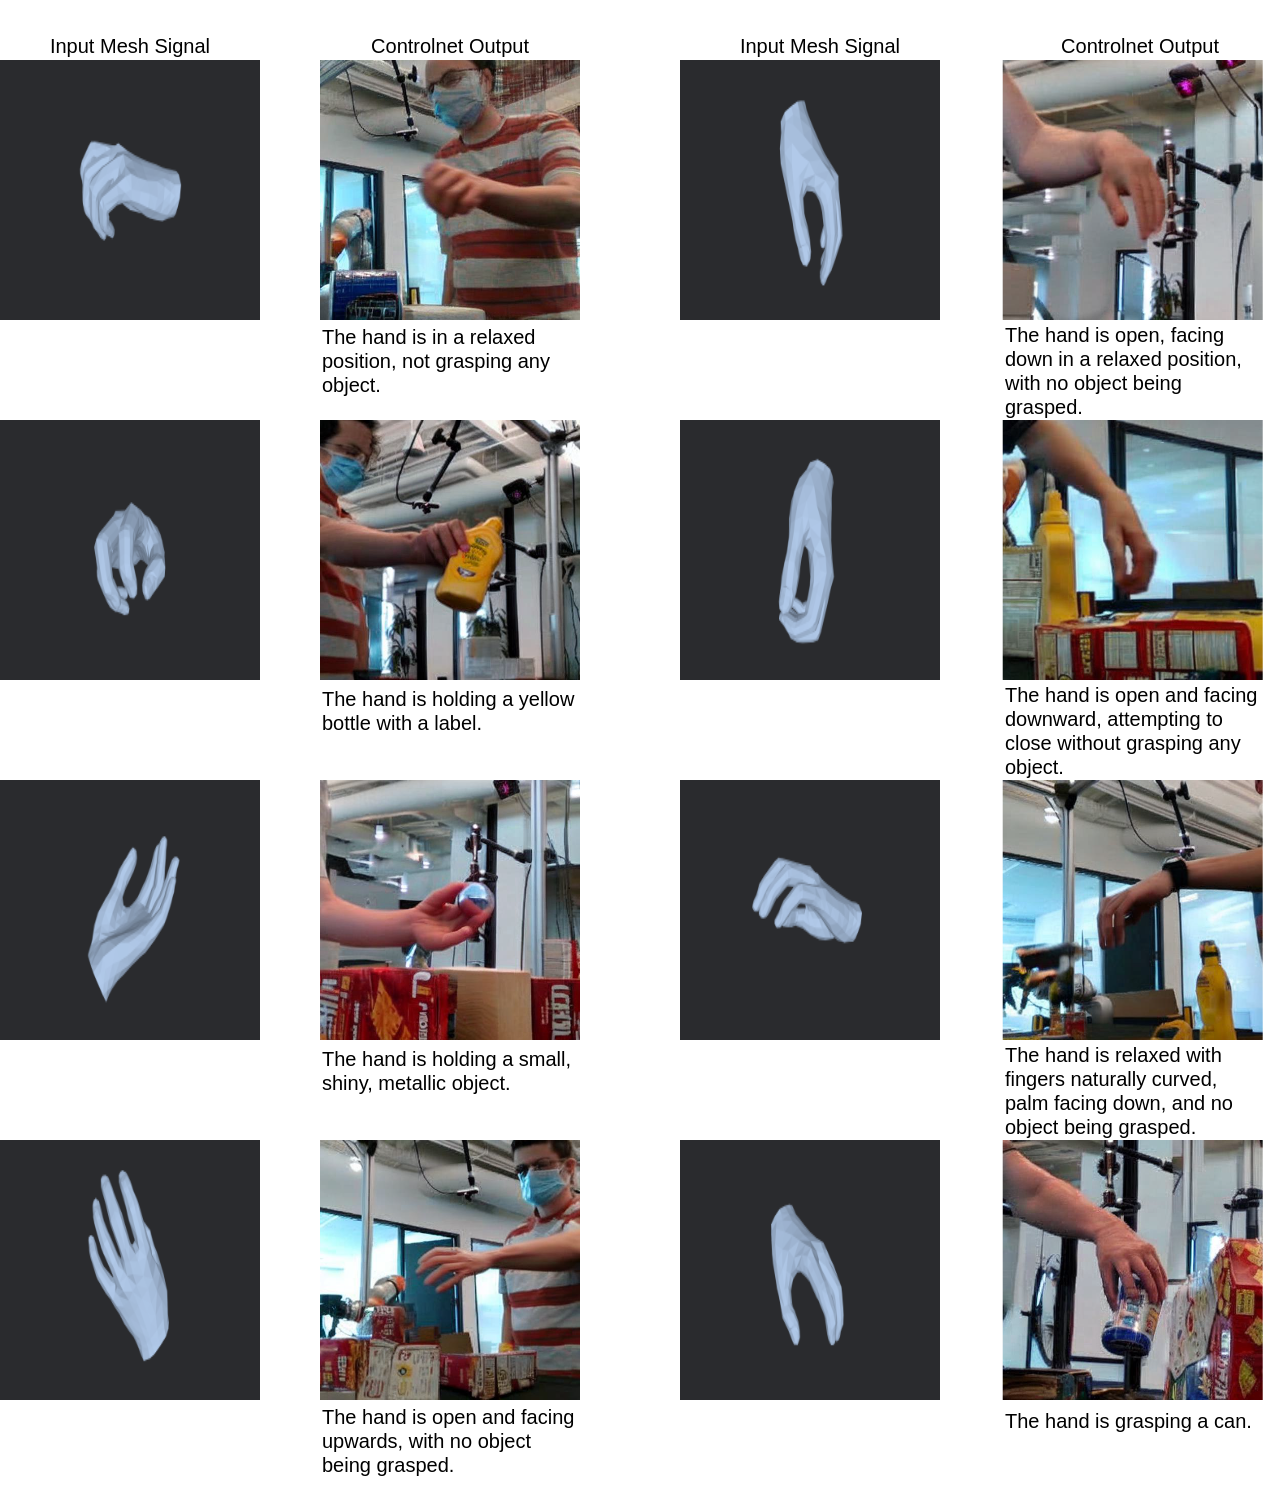 Input Mesh Signal
Controlnet Output
Input Mesh Signal
Controlnet Output
The hand is in a relaxed
position, not grasping any
object.
The hand is open, facing
down in a relaxed position,
with no object being
grasped.
The hand is holding a yellow
bottle with a label.
The hand is open and facing
downward, attempting to
close without grasping any
object.
The hand is holding a small,
shiny, metallic object.
The hand is relaxed with
fingers naturally curved,
palm facing down, and no
object being grasped.
The hand is open and facing
upwards, with no object
being grasped.
The hand is grasping a can.